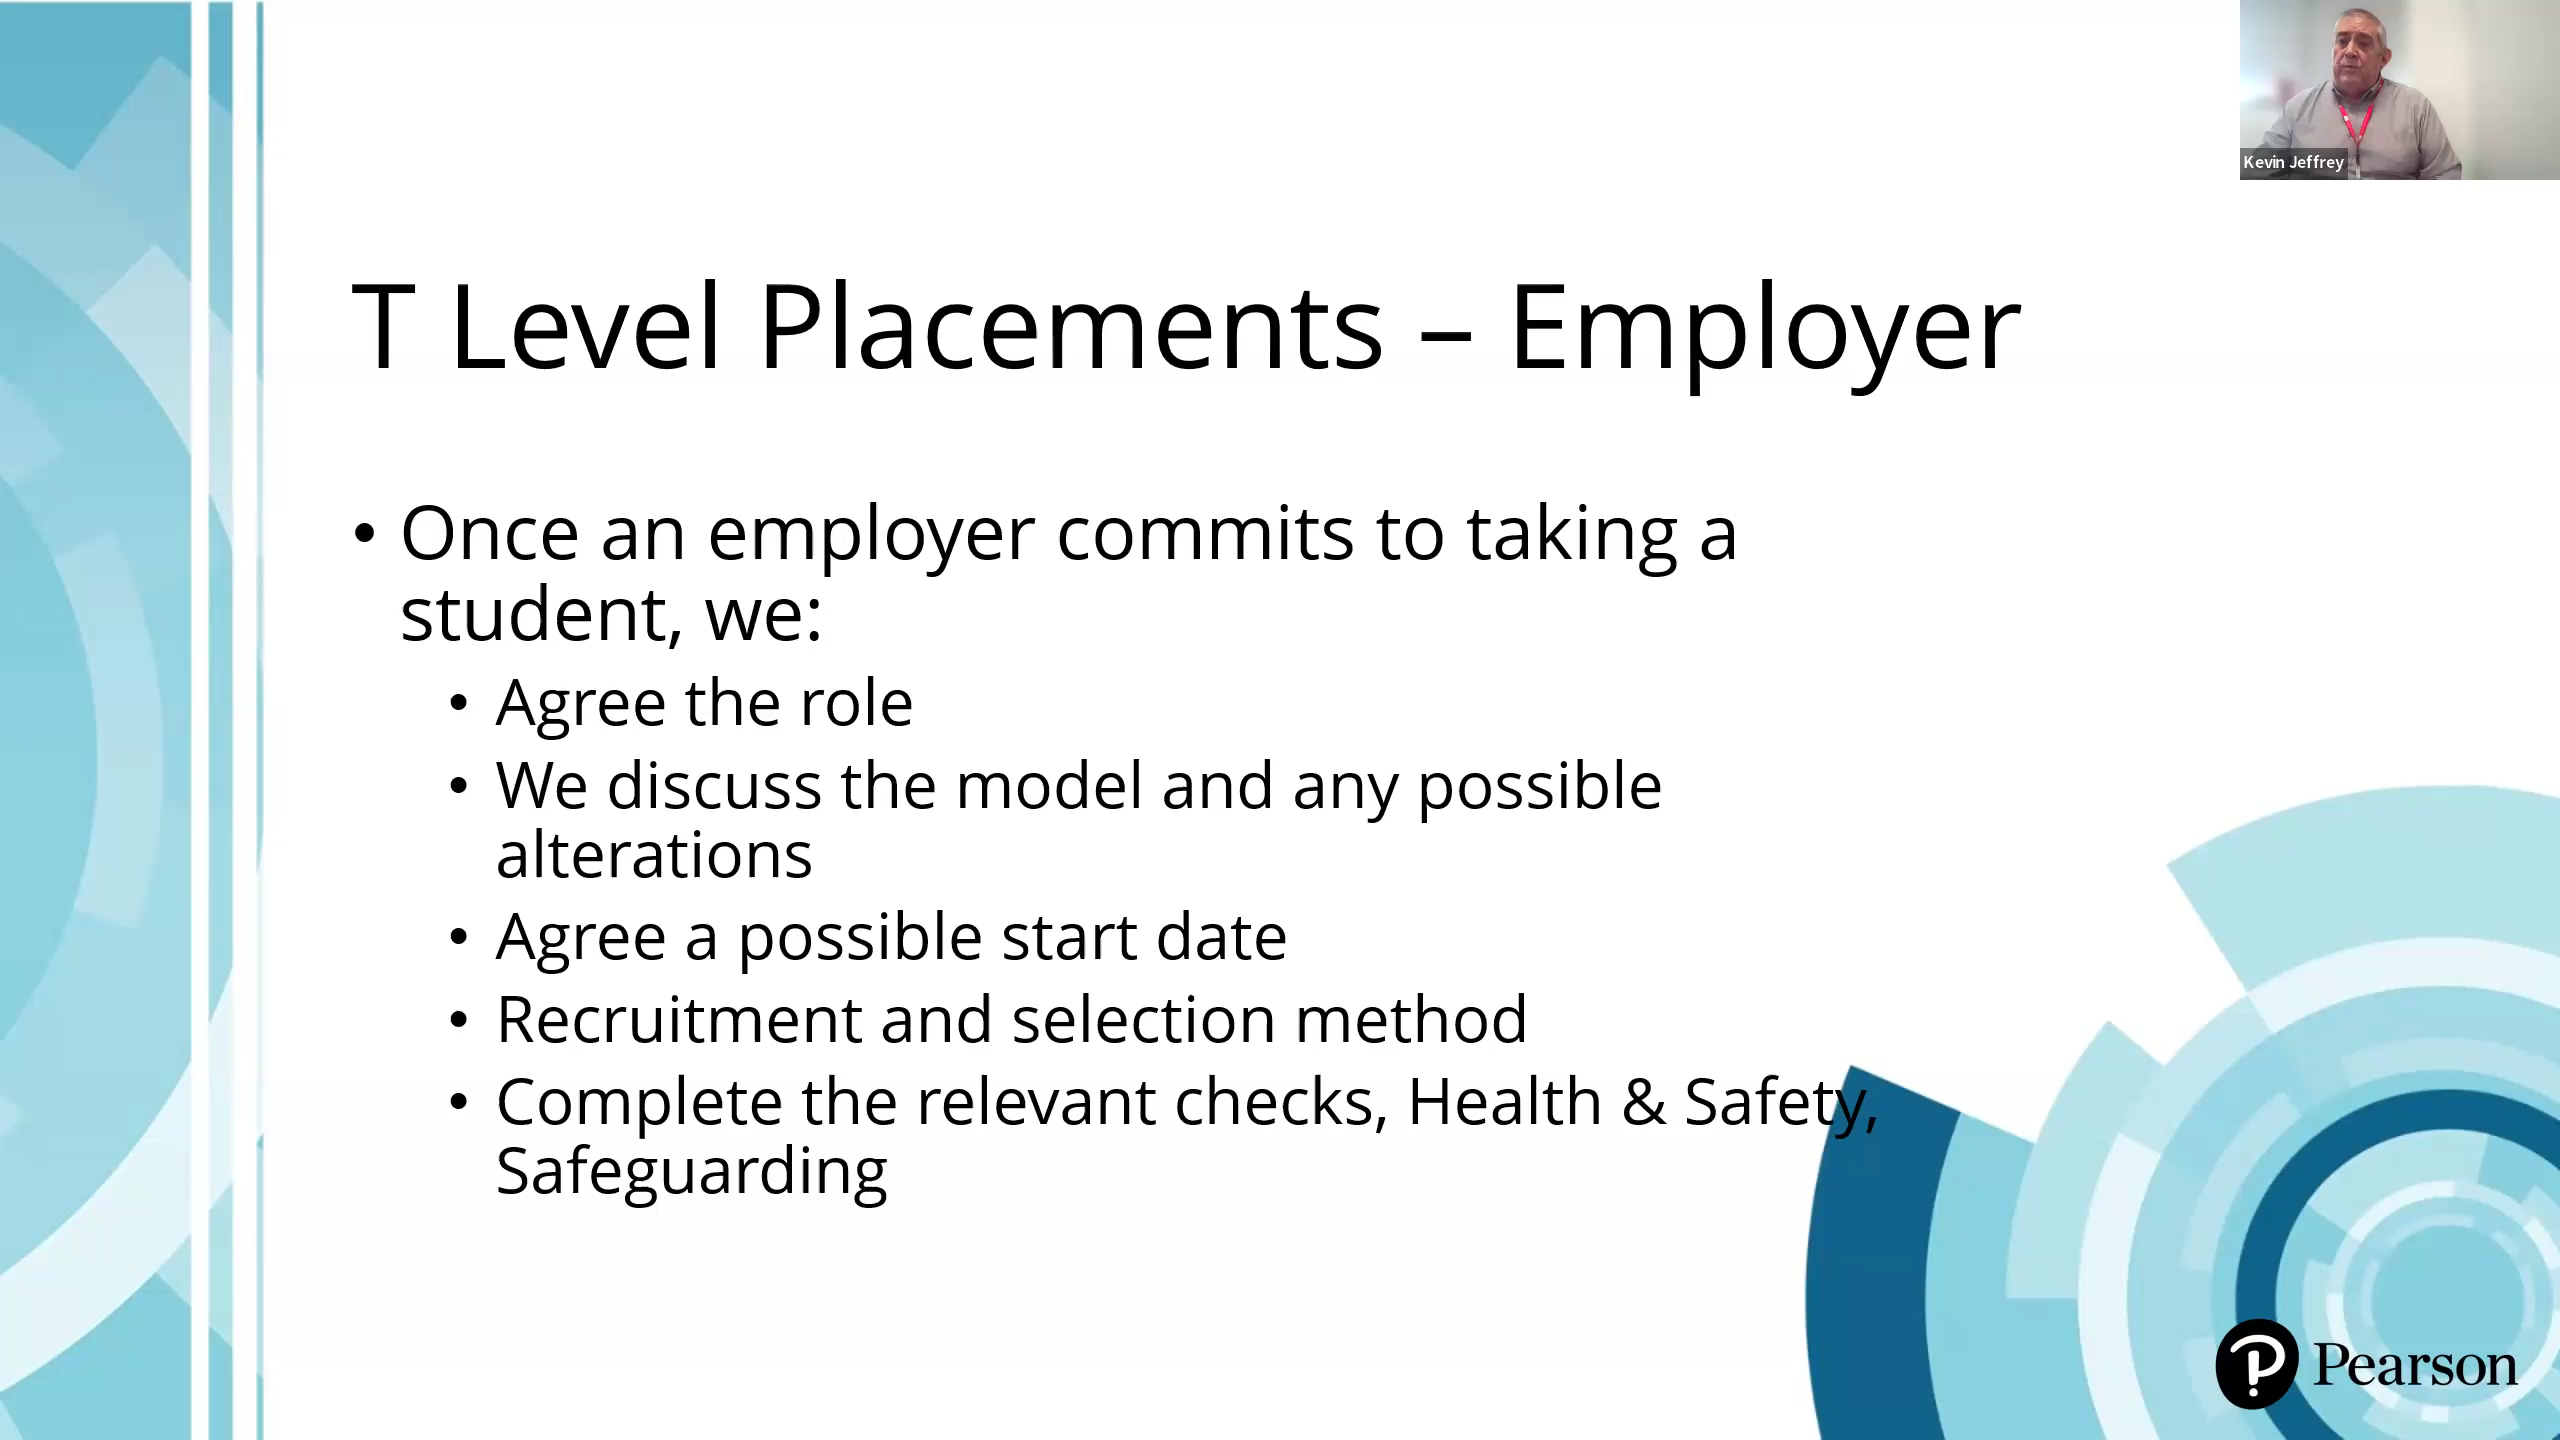 Kevin Jeffrey
T Level Placements – Employer
• Once an employer commits to taking a
student, we:
• Agree the role
• We discuss the model and any possible
alterations
• Agree a possible start date
• Recruitment and selection method
• Complete the relevant checks, Health & Safety,
Safeguarding
Pearson